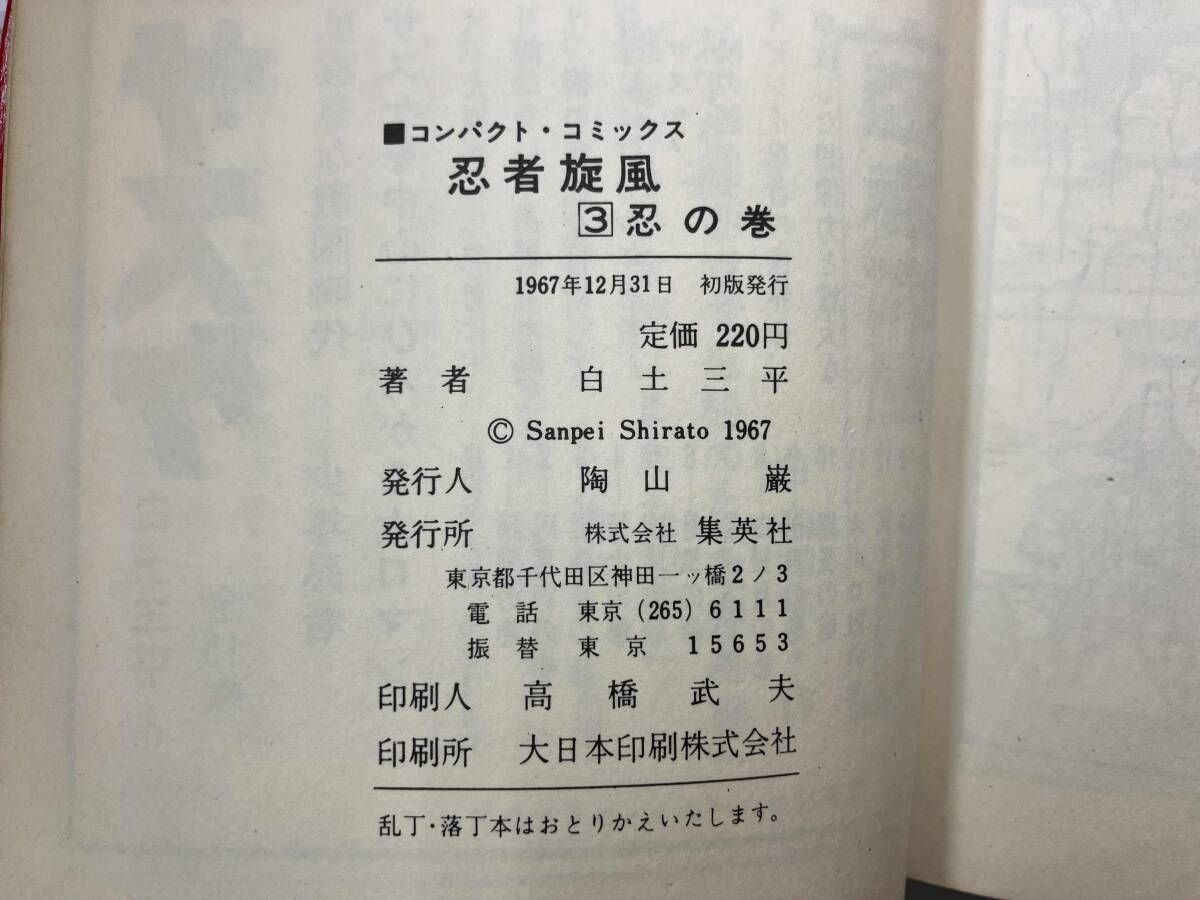 ■コンパクト・コミックス
忍者旋風
3 忍の巻
1967年12月31日 初版発行
定価 220円
著者 白土三平
© Sanpei Shirato 1967
発行人 陶山 巌
発行所 株式会社 集英社
東京都千代田区神田一ッ橋2ノ3
電話 東京(265)6111
振替 東京 15653
印刷人 高橋武夫
印刷所 大日本印刷株式会社
乱丁・落丁本はおとりかえいたします。